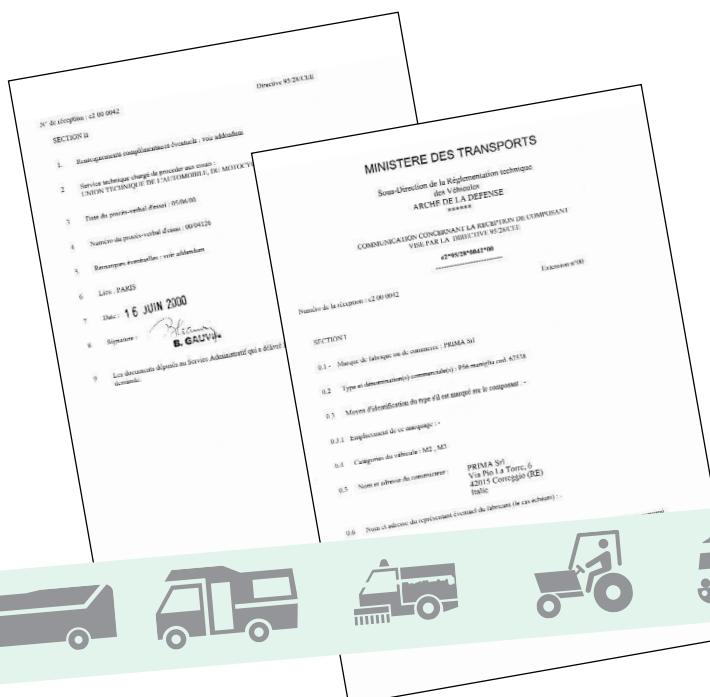 Directive 95/28/CEE
N° de réception : e2 00 0042
SECTION II
1. Renseignements complémentaires éventuels : voir addendum
2 Service technique chargé de procéder aux essais :
UNION TECHNIQUE DE L'AUTOMOBILE, DU MOTOCY
3 Date du procès-verbal d'essai : 05/06/00
4 Numéro du procès-verbal d'essai : 00/04126
5. Remarques éventuelles : voir addendum
6 Lieu : PARIS
7 Date : 16 JUIN 2000
8 Signature :
B. GAUVIN
9 Les documents déposés au Service Administratif qui a délivré
demande.
MINISTERE DES TRANSPORTS
Sous-Direction de la Réglementation technique
des Véhicules
ARCHE DE LA DEFENSE
******
COMMUNICATION CONCERNANT LA RECEPTION DE COMPOSANT
VISE PAR LA DIRECTIVE 95/28/CEE
e2*95/28*0042*00
Extension n°00
Numéro de la réception : e2 00 0042
SECTION I
0.1 - Marque de fabrique ou de commerce : PRIMA Srl
0.2 Type et dénomination(s) commerciale(s) : P56 maniglia cod. 67538
0.3 Moyen d'identification du type s'il est marqué sur le composant : -
0.3.1 Emplacement de ce marquage : -
0.4 Catégories du véhicule : M2 , M3
0.5 Nom et adresse du constructeur : PRIMA Srl
Via Pio La Torre, 6
42015 Correggio (RE)
Italie
0.6 Nom et adresse du représentant éventuel du fabricant (le cas échéant) : -